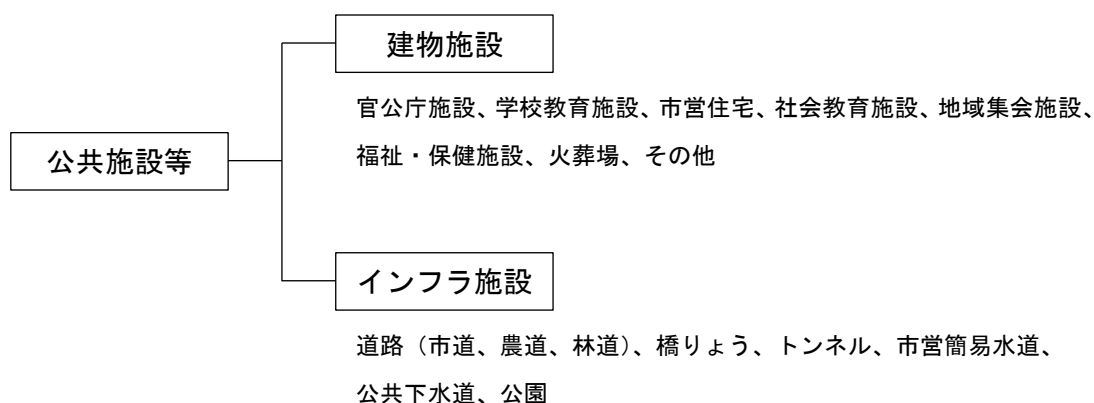 建物施設
官公庁施設、学校教育施設、市営住宅、社会教育施設、地域集会施設、
福祉・保健施設、火葬場、その他
公共施設等
インフラ施設
道路（市道、農道、林道）、橋りょう、トンネル、市営簡易水道、
公共下水道、公園